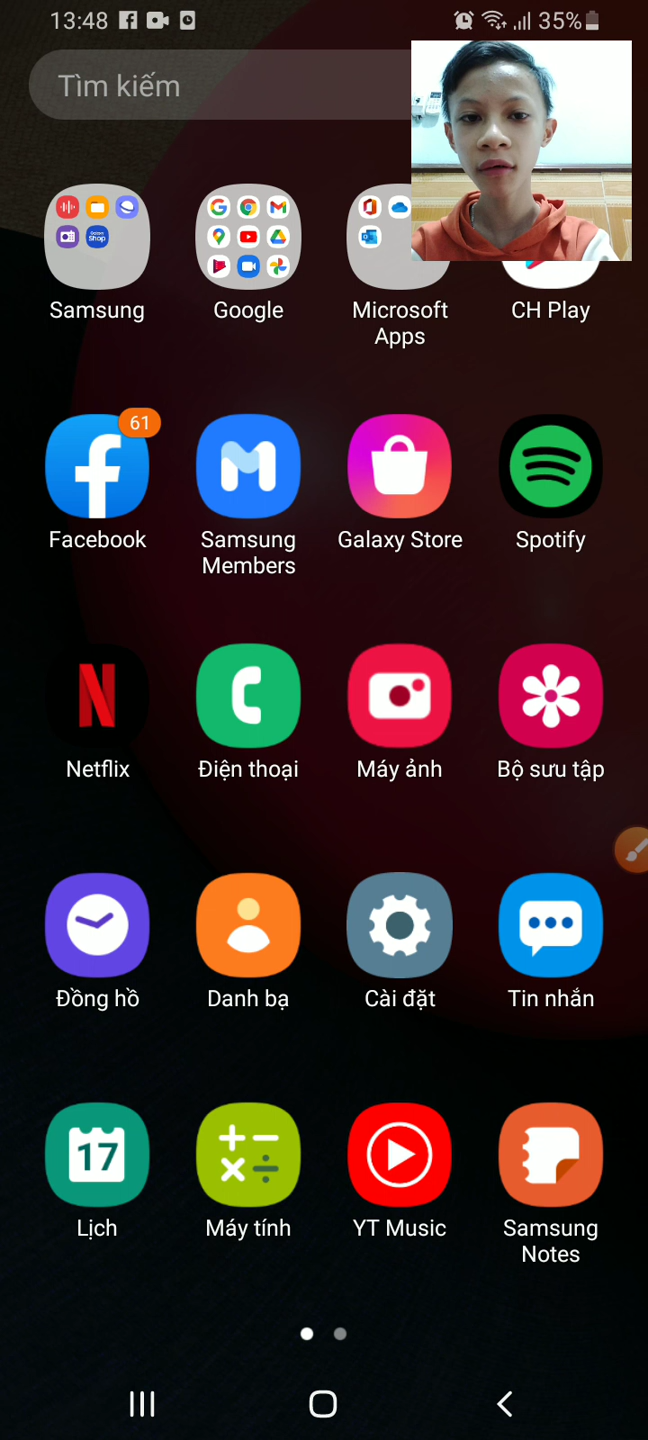 13:48
35%
Tìm kiếm
Samsung
Google
Microsoft Apps
CH Play
61
Facebook
Samsung Members
Galaxy Store
Spotify
Netflix
Điện thoại
Máy ảnh
Bộ sưu tập
Đồng hồ
Danh bạ
Cài đặt
Tin nhắn
17
Lịch
Máy tính
YT Music
Samsung Notes